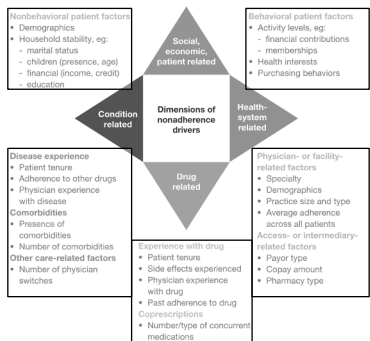 Nonbehavioral patient factors
• Demographics
• Household stability, eg:
- marital status
- children (presence, age)
- financial (income, credit)
- education
Behavioral patient factors
• Activity levels, eg:
- financial contributions
- memberships
• Health interests
• Purchasing behaviors
Social,
economic,
patient related
Condition
related
Dimensions of
nonadherence
drivers
Health-
system
related
Drug
related
Disease experience
• Patient tenure
• Adherence to other drugs
• Physician experience
with disease
Comorbidities
• Presence of
comorbidities
• Number of comorbidities
Other care-related factors
• Number of physician
switches
Experience with drug
• Patient tenure
• Side effects experienced
• Physician experience
with drug
• Past adherence to drug
Coprescriptions
• Number/type of concurrent
medications
Physician- or facility-
related factors
• Specialty
• Demographics
• Practice size and type
• Average adherence
across all patients
Access- or intermediary-
related factors
• Payor type
• Copay amount
• Pharmacy type